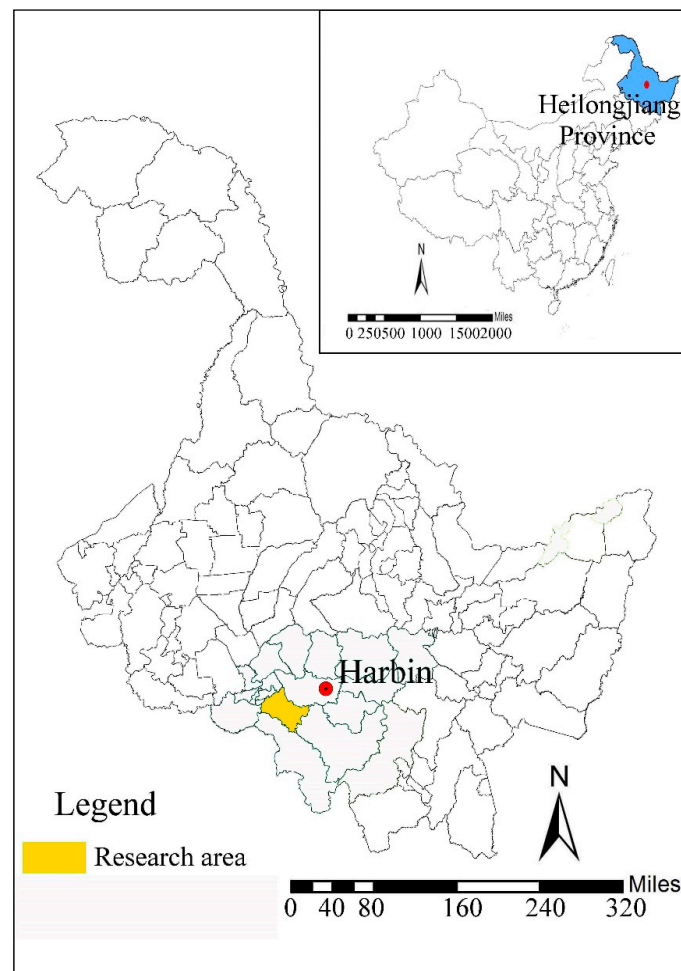 Heilongjiang
Province
N
Miles
0 250500 1000 15002000
Harbin
N
Legend
Research area
Miles
0 40 80 160 240 320